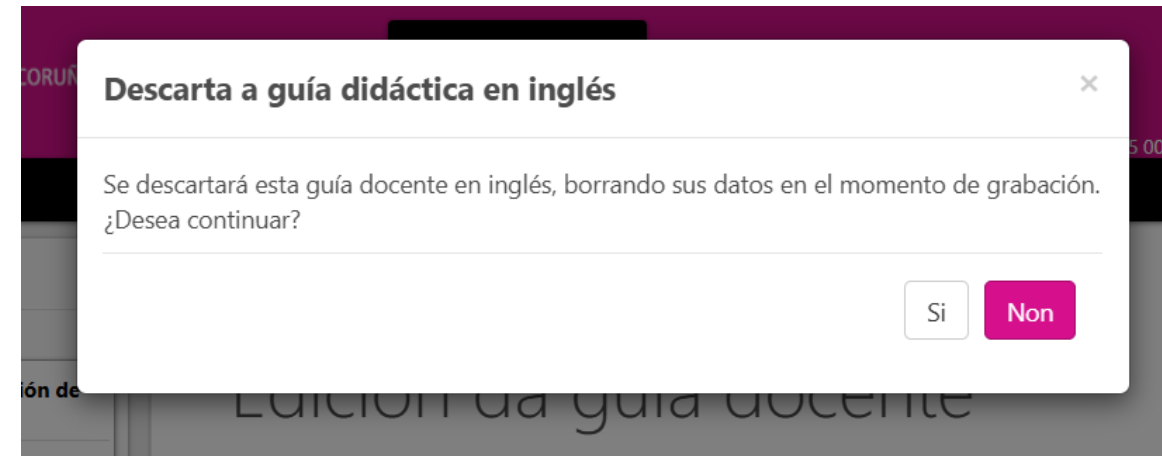 Descarta a guía didáctica en inglés
×
Se descartará esta guía docente en inglés, borrando sus datos en el momento de grabación.
¿Desea continuar?
Si
Non
Edición da guía docente